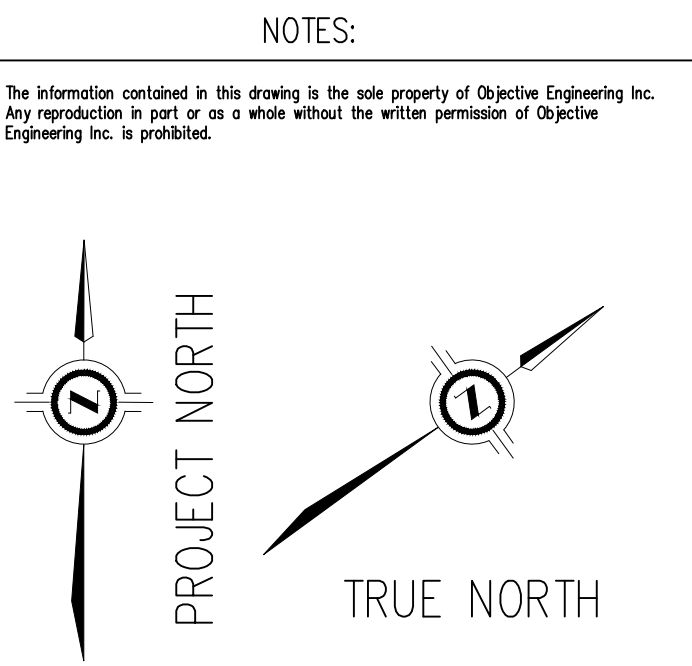 NOTES:
The information contained in this drawing is the sole property of Objective Engineering Inc.
Any reproduction in part or as a whole without the written permission of Objective
Engineering Inc. is prohibited.
N
PROJECT NORTH
N
TRUE NORTH